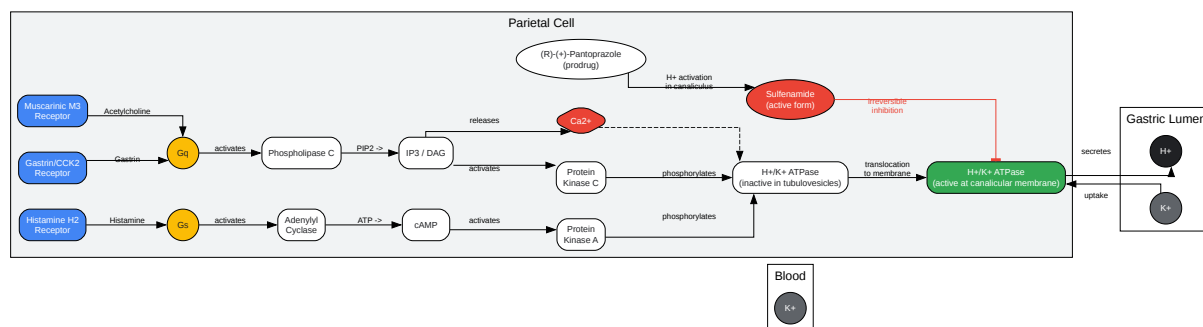 Parietal Cell
(R)-(+)-Pantoprazole
(prodrug)
H+ activation
in canaliculus
Sulfenamide
(active form)
irreversible
inhibition
Muscarinic M3
Receptor
Acetylcholine
Gastrin/CCK2
Receptor
Gastrin
Gq
activates
Phospholipase C
PIP2 ->
IP3 / DAG
releases
Ca2+
activates
Protein
Kinase C
phosphorylates
H+/K+ ATPase
(inactive in tubulovesicles)
translocation
to membrane
H+/K+ ATPase
(active at canalicular membrane)
secretes
uptake
Gastric Lumen
H+
K+
Histamine H2
Receptor
Histamine
Gs
activates
Adenylyl
Cyclase
ATP ->
cAMP
activates
Protein
Kinase A
phosphorylates
Blood
K+